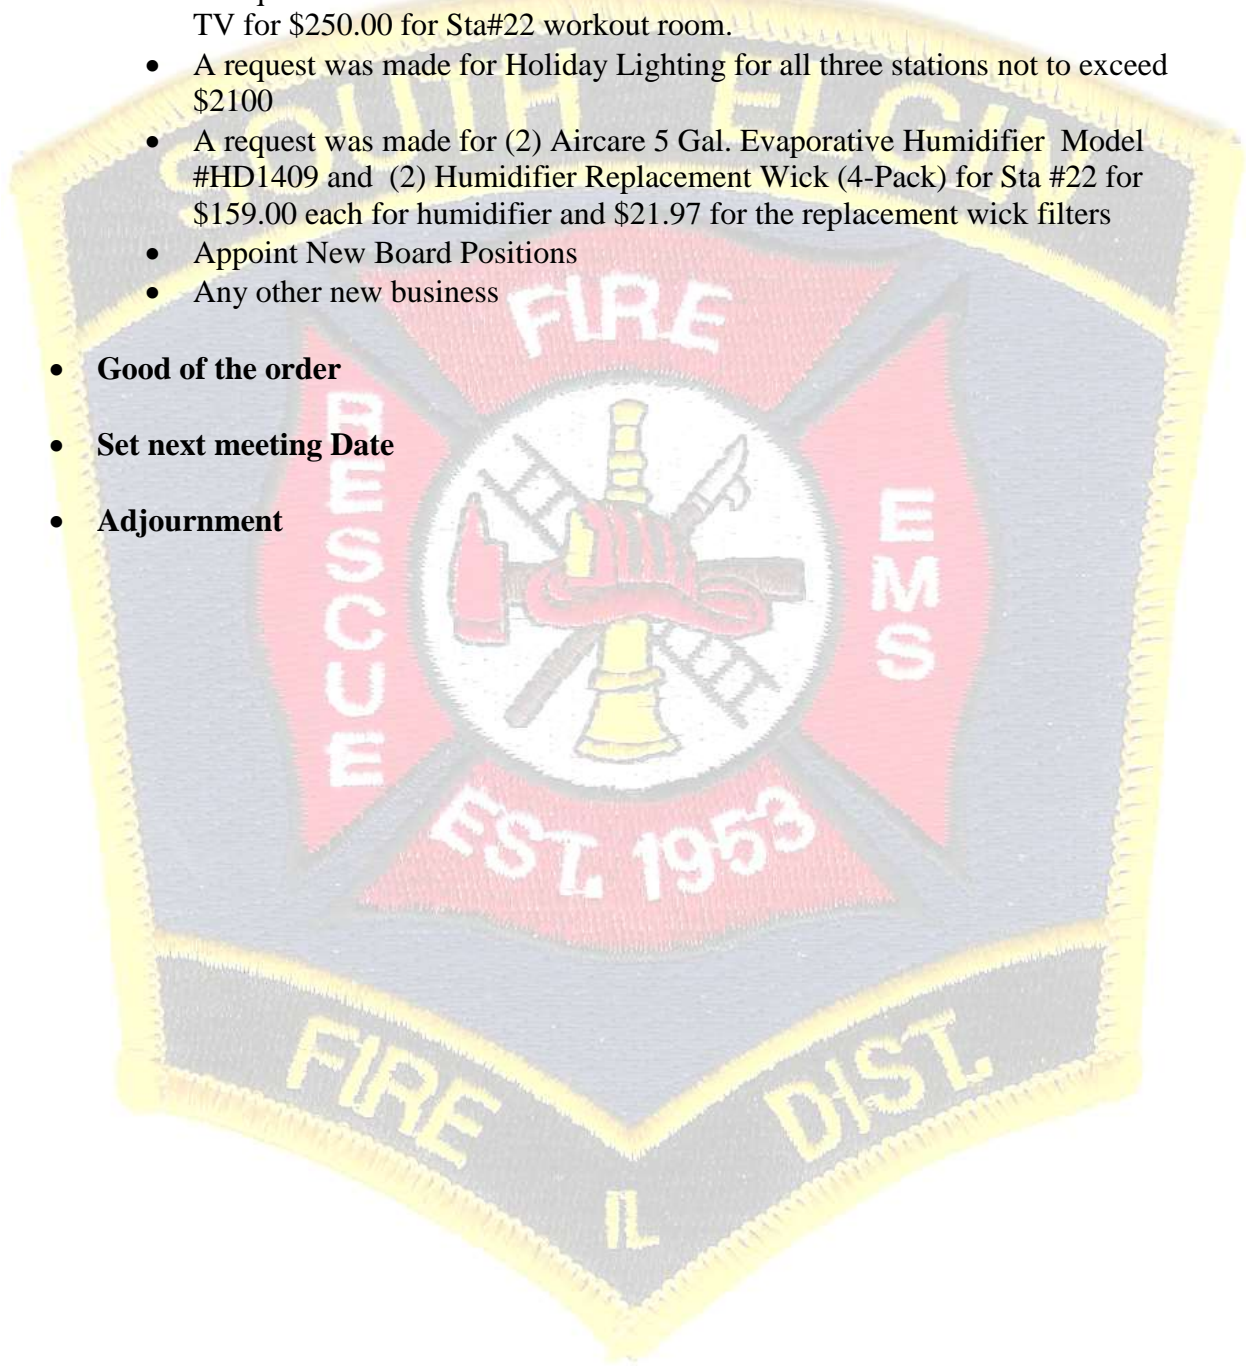 TV for $250.00 for Sta#22 workout room.
• A request was made for Holiday Lighting for all three stations not to exceed
$2100
• A request was made for (2) Aircare 5 Gal. Evaporative Humidifier Model
#HD1409 and (2) Humidifier Replacement Wick (4-Pack) for Sta #22 for
$159.00 each for humidifier and $21.97 for the replacement wick filters
• Appoint New Board Positions
• Any other new business
• Good of the order
• Set next meeting Date
• Adjournment
SOUTH ELGIN
FIRE
RESCUE
EMS
EST. 1953
FIRE DIST.
IL